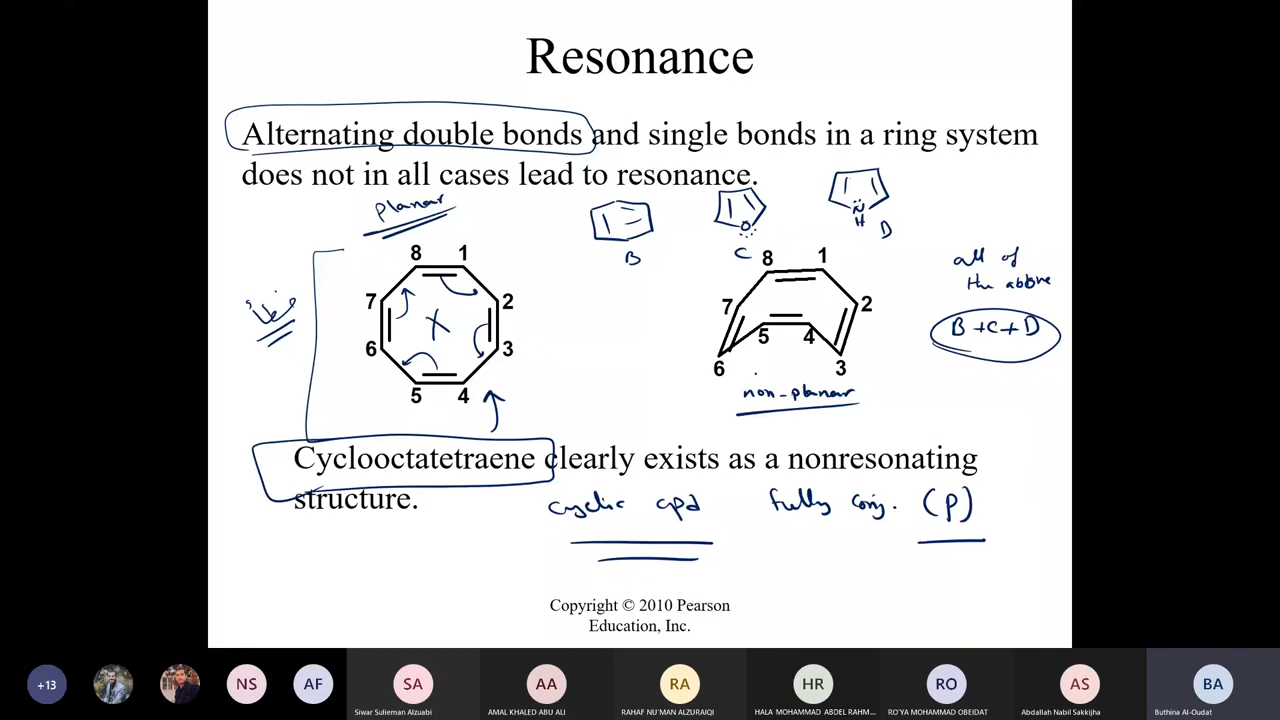 Resonance
Alternating double bonds and single bonds in a ring system
does not in all cases lead to resonance.
planar
N
H
O
B
C
D
8 1
7 2
6 3
5 4
8 1
7 2
5 4
6 3
all of
the above
B + C + D
non-planar
Cyclooctatetraene clearly exists as a nonresonating
structure.
cyclic cpd fully conj. (P)
Copyright © 2010 Pearson
Education, Inc.
+13
NS
AF
SA
AA
RA
HR
RO
AS
BA
Siwar Sulieman Alzuabi
AMAL KHALED ABU ALI
RAHAF NU'MAN ALZURAIQI
HALA MOHAMMAD ABDEL RAHM...
RO'YA MOHAMMAD OBEIDAT
Abdallah Nabil Sakkijha
Buthina Al-Oudat